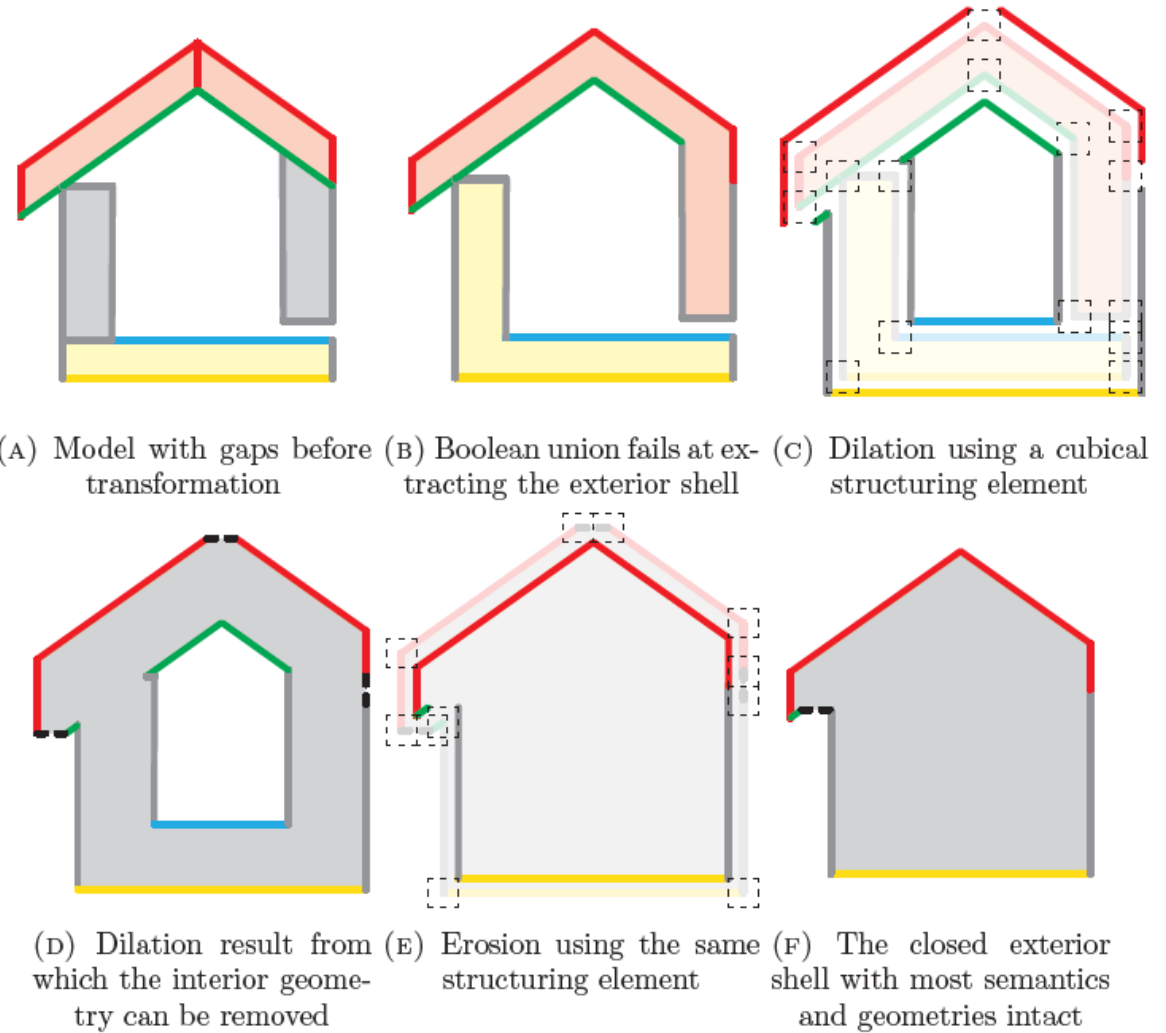 (A) Model with gaps before transformation
(B) Boolean union fails at ex-
tracting the exterior shell
(C) Dilation using a cubical
structuring element
(D) Dilation result from
which the interior geome-
try can be removed
(E) Erosion using the same
structuring element
(F) The closed exterior
shell with most semantics
and geometries intact